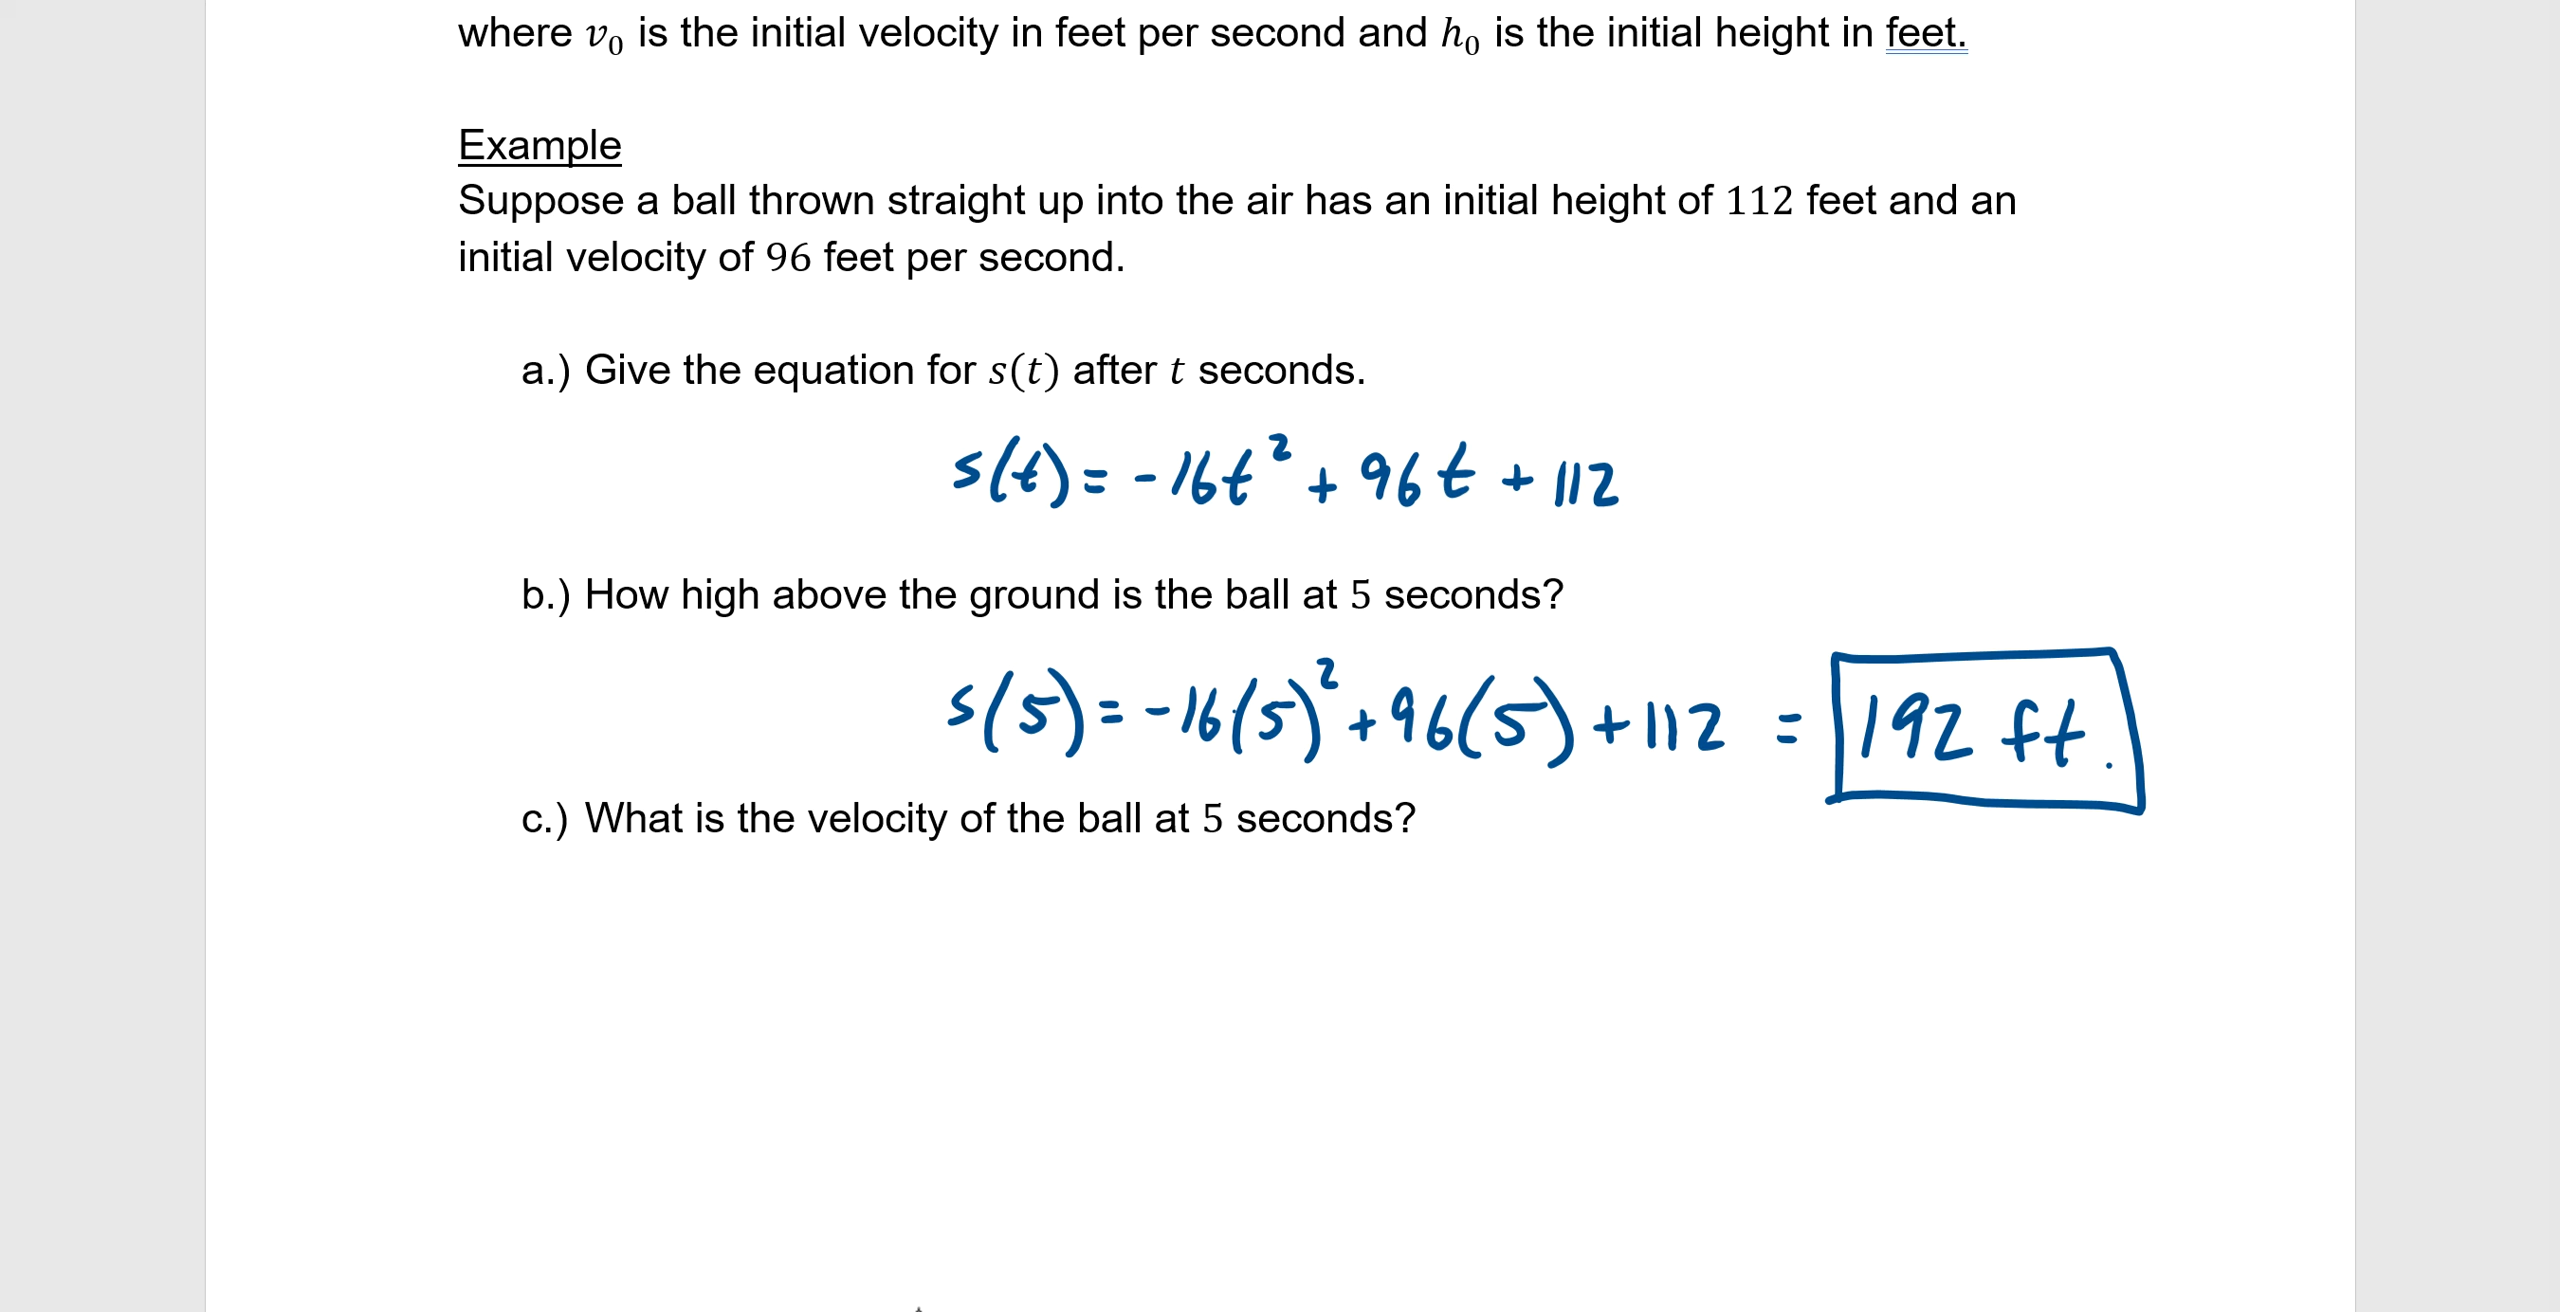 where v₀ is the initial velocity in feet per second and h₀ is the initial height in feet.
Example
Suppose a ball thrown straight up into the air has an initial height of 112 feet and an
initial velocity of 96 feet per second.
a.) Give the equation for s(t) after t seconds.
s(t) = -16t² + 96t + 112
b.) How high above the ground is the ball at 5 seconds?
s(5) = -16(5)² + 96(5) + 112 = 192 ft.
c.) What is the velocity of the ball at 5 seconds?